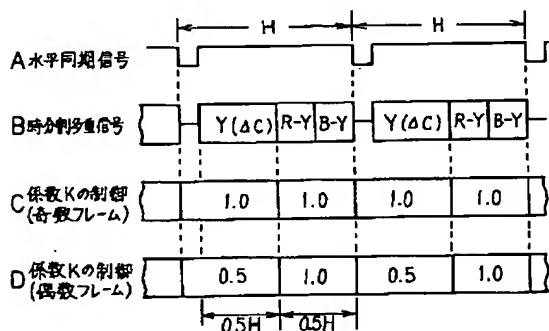 H H
A 水平同期信号
B 時分割多重信号 Y(ΔC) R-Y B-Y Y(ΔC) R-Y B-Y
C 係数Kの制御 (奇数フレーム) 1.0 1.0 1.0 1.0
D 係数Kの制御 (偶数フレーム) 0.5 1.0 0.5 1.0
0.5H 0.5H